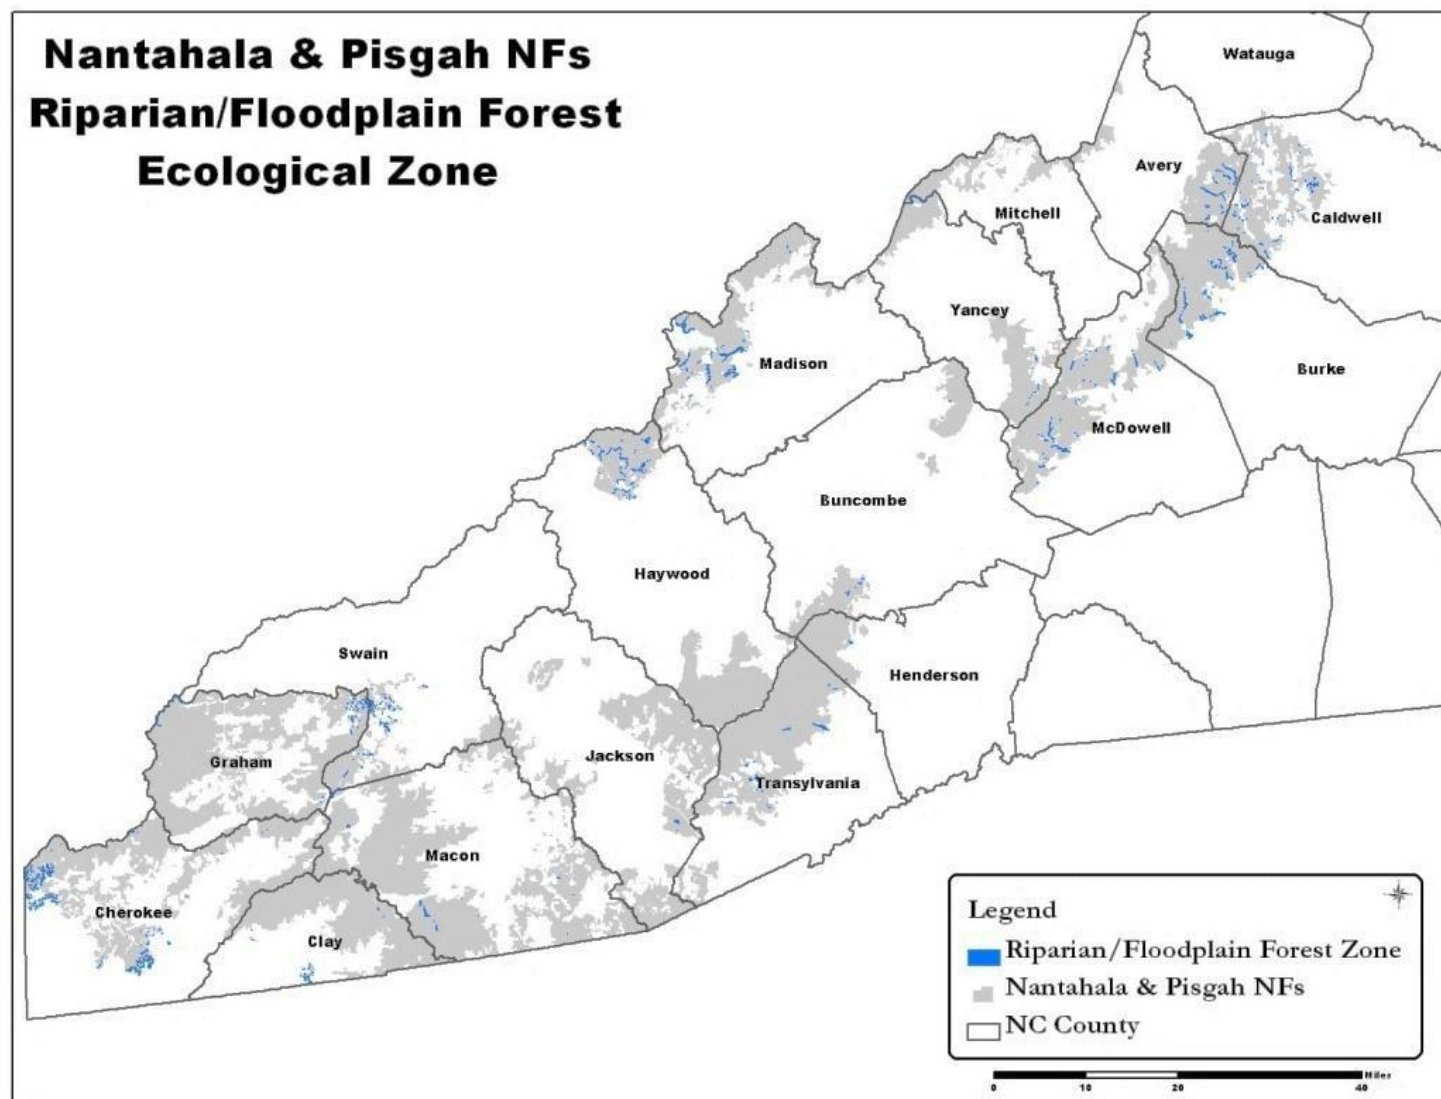 Nantahala & Pisgah NFs
Riparian/Floodplain Forest
Ecological Zone
Watauga
Avery
Caldwell
Mitchell
Yancey
Madison
Burke
McDowell
Buncombe
Haywood
Swain
Henderson
Graham
Jackson
Transylvania
Macon
Cherokee
Clay
Legend
Riparian/Floodplain Forest Zone
Nantahala & Pisgah NFs
NC County
Miles
0 10 20 40